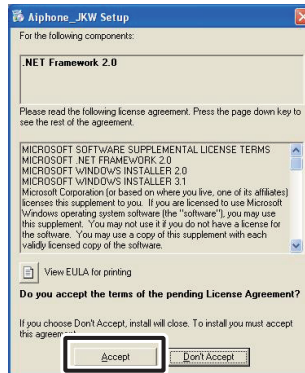 Aiphone_JKW Setup
For the following components:
.NET Framework 2.0
Please read the following license agreement. Press the page down key to
see the rest of the agreement.
MICROSOFT SOFTWARE SUPPLEMENTAL LICENSE TERMS
MICROSOFT .NET FRAMEWORK 2.0
MICROSOFT WINDOWS INSTALLER 2.0
MICROSOFT WINDOWS INSTALLER 3.1
Microsoft Corporation (or based on where you live, one of its affiliates)
licenses this supplement to you. If you are licensed to use Microsoft
Windows operating system software (the "software"), you may use
this supplement. You may not use it if you do not have a license for
the software. You may use a copy of this supplement with each
validly licensed copy of the software.
View EULA for printing
Do you accept the terms of the pending License Agreement?
If you choose Don't Accept, install will close. To install you must accept
this agreement.
Accept
Don't Accept